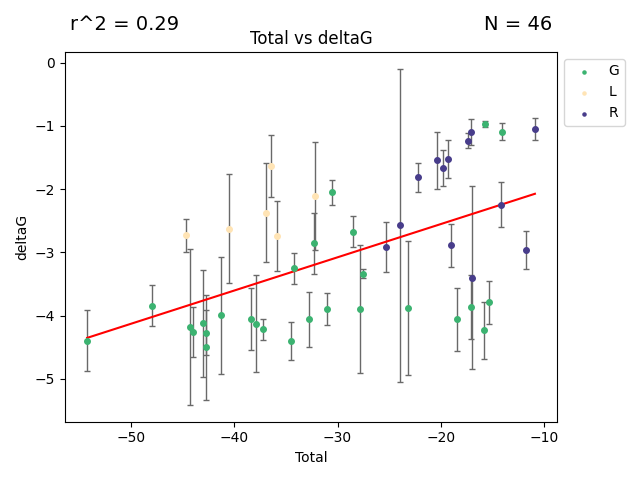 r^2 = 0.29
N = 46
Total vs deltaG
G
L
R
0
−1
−2
−3
−4
−5
deltaG
−50
−40
−30
−20
−10
Total